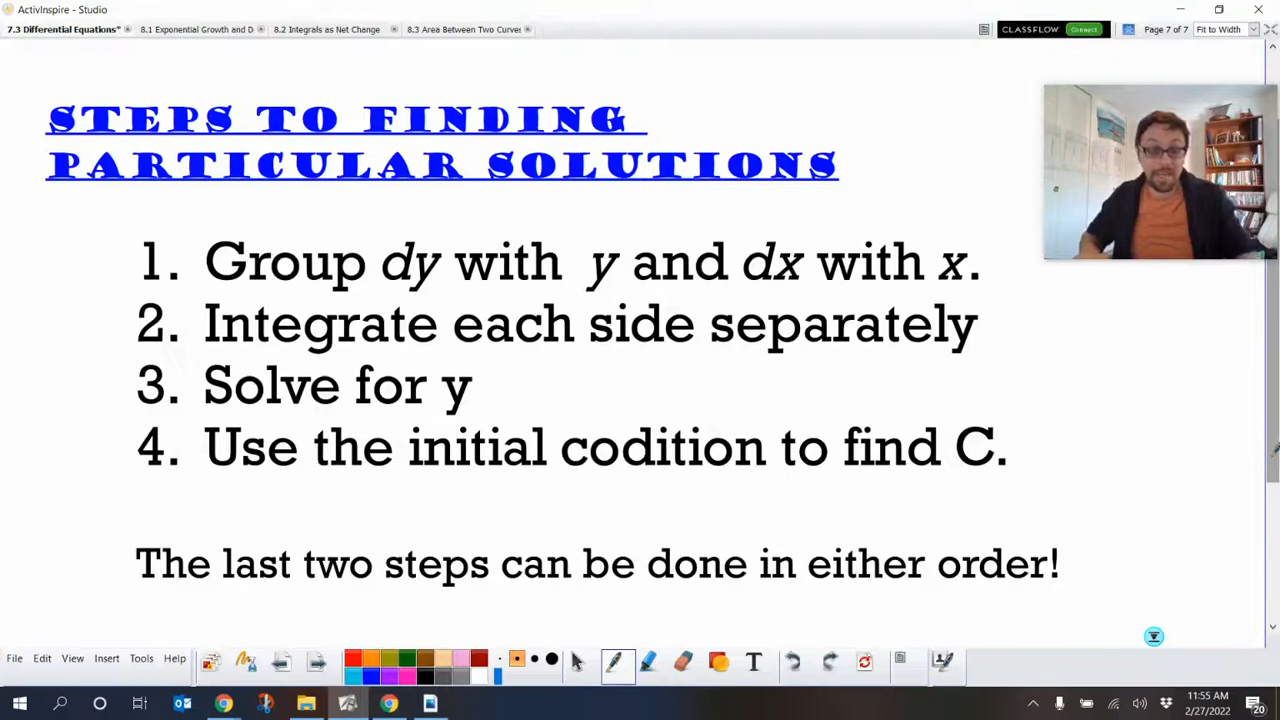 ActivInspire - Studio
7.3 Differential Equations*
8.1 Exponential Growth and D
8.2 Integrals as Net Change
8.3 Area Between Two Curves
CLASSFLOW Connect
Page 7 of 7
Fit to Width
STEPS TO FINDING
PARTICULAR SOLUTIONS
1. Group dy with y and dx with x.
2. Integrate each side separately
3. Solve for y
4. Use the initial codition to find C.
The last two steps can be done in either order!
File Edit View Insert Tools Help
T
11:55 AM
2/27/2022
20